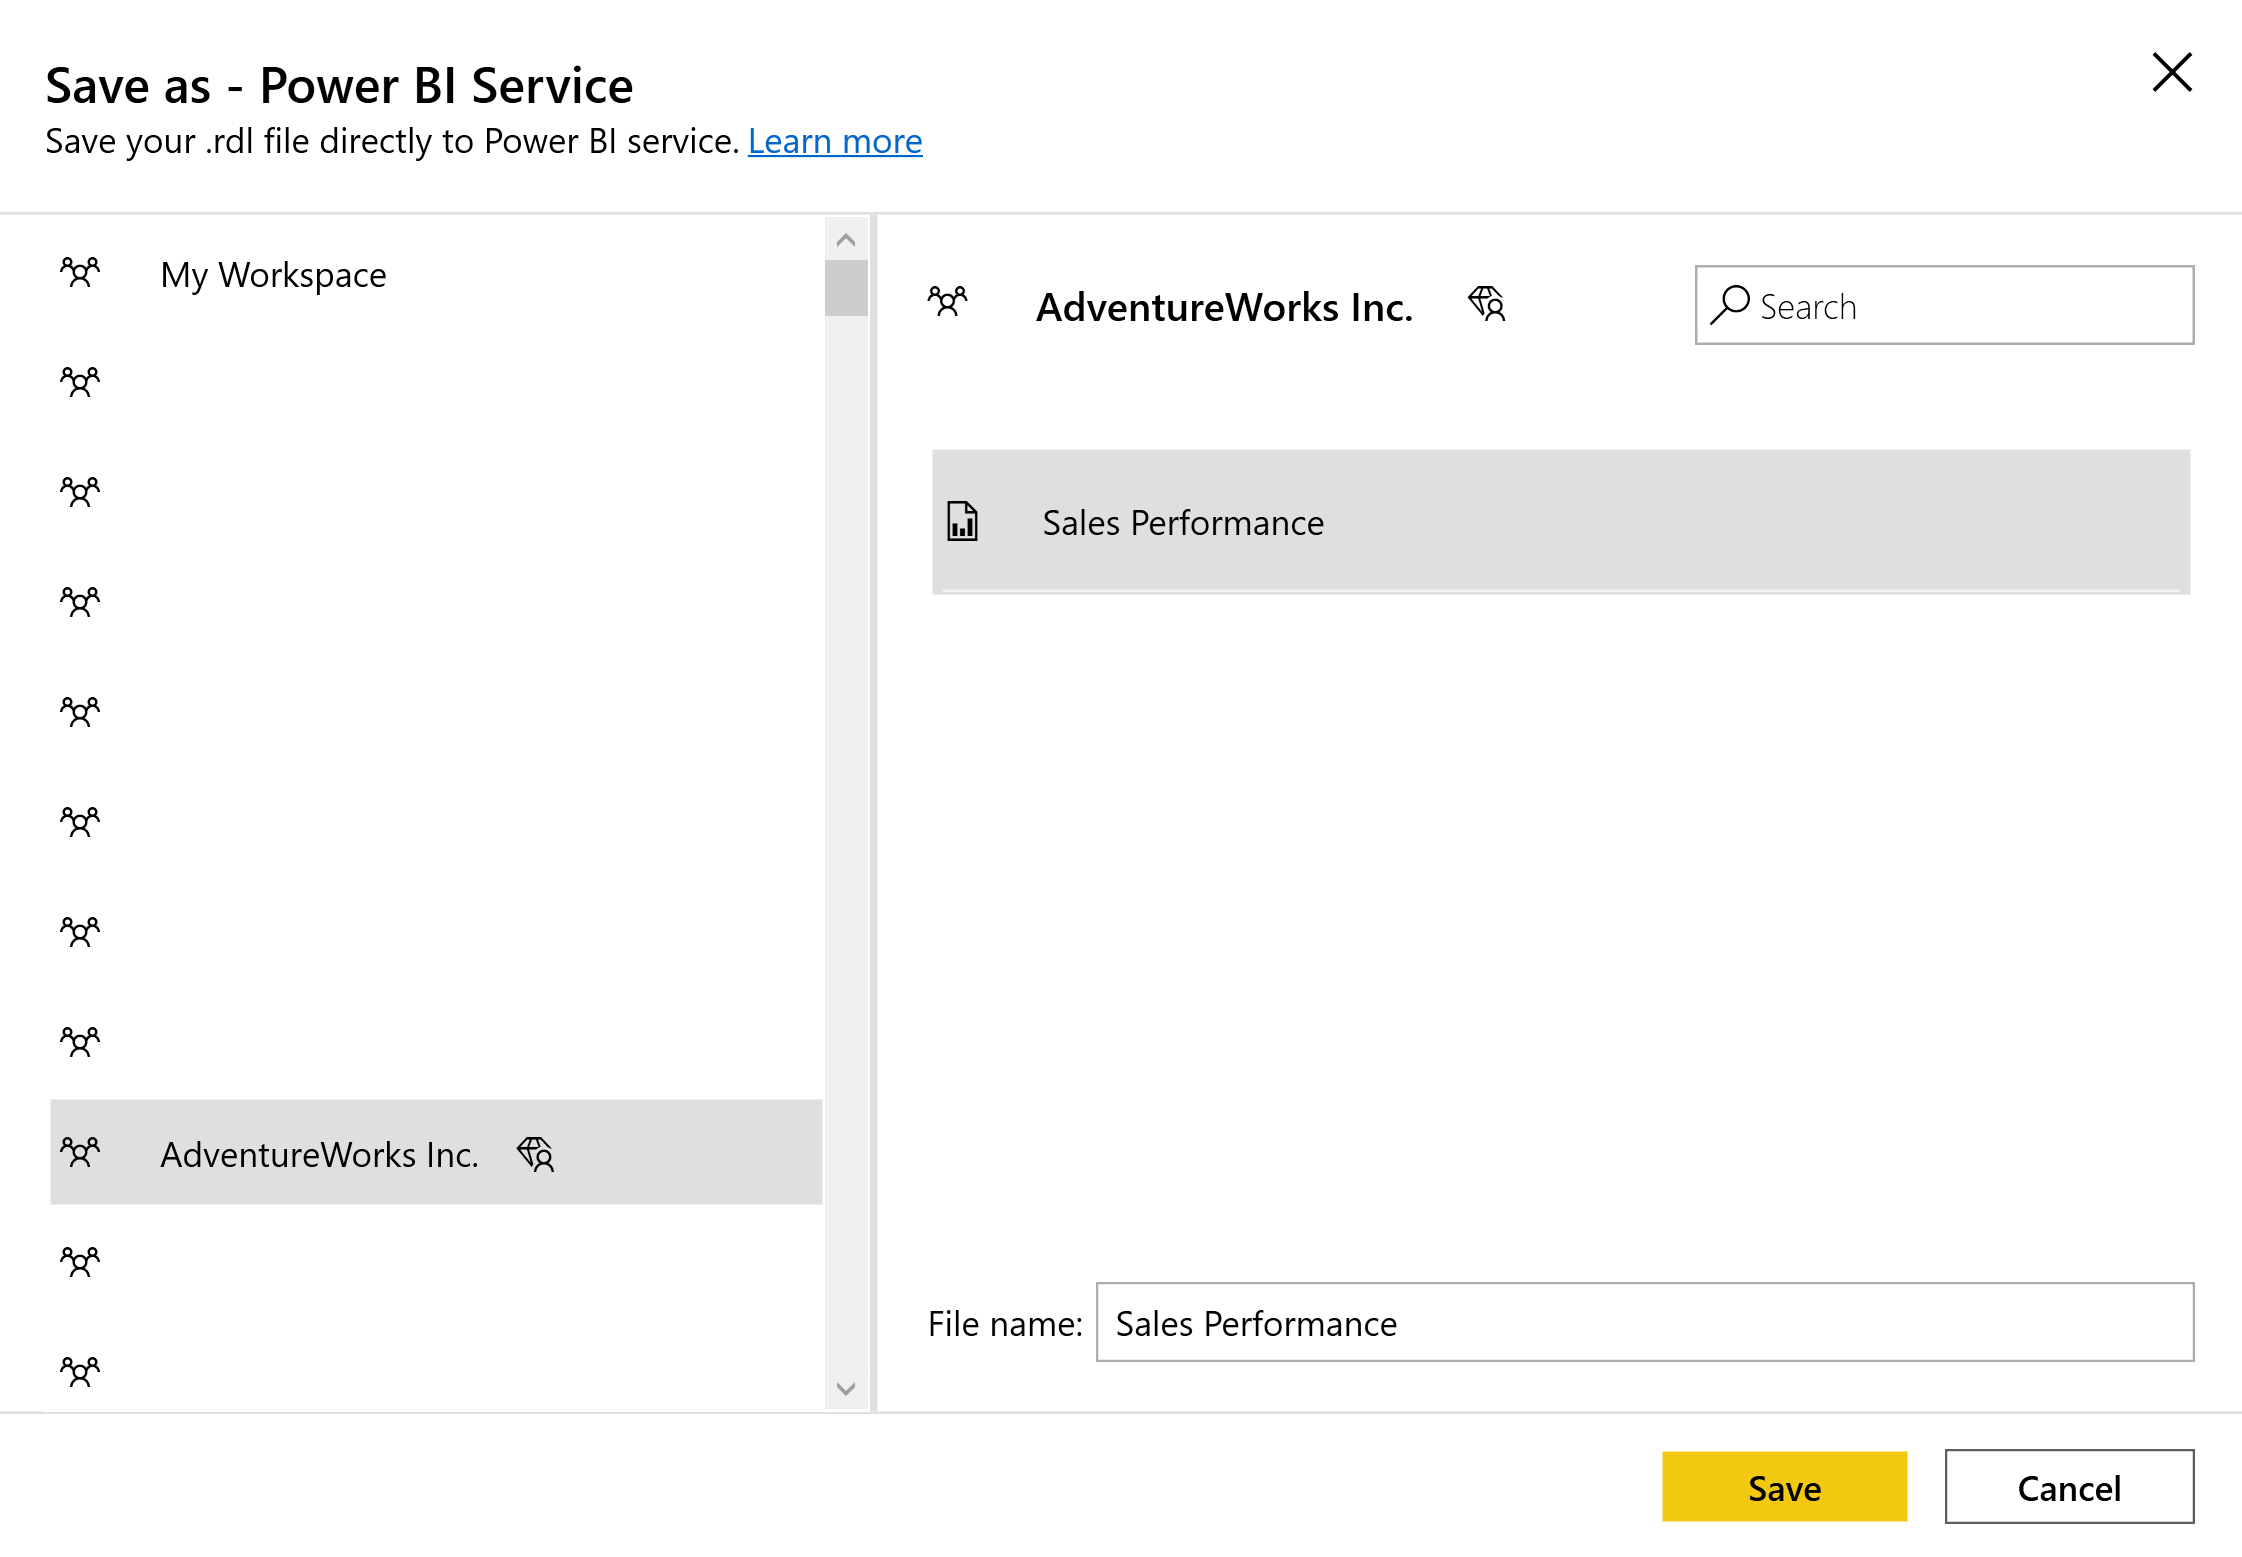 Save as - Power BI Service
Save your .rdl file directly to Power BI service. Learn more
My Workspace
AdventureWorks Inc.
AdventureWorks Inc.
Search
Sales Performance
File name: Sales Performance
Save
Cancel